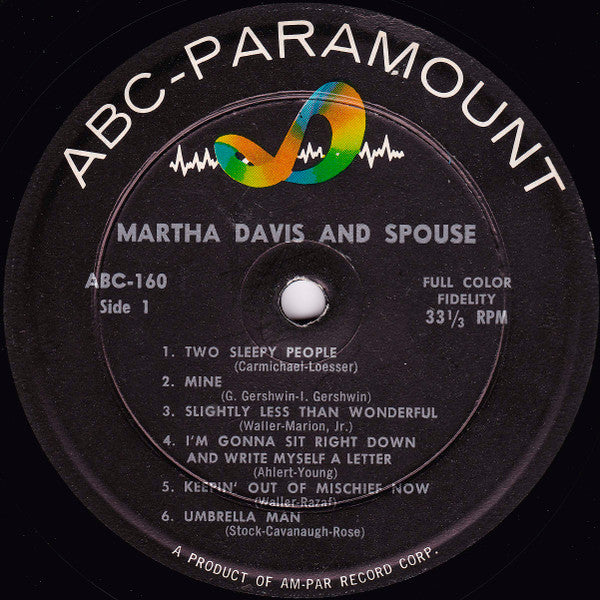 ABC-PARAMOUNT
MARTHA DAVIS AND SPOUSE
ABC-160
Side 1
FULL COLOR
FIDELITY
33 1/3 RPM
1. TWO SLEEPY PEOPLE
(Carmichael-Loesser)
2. MINE
(G. Gershwin-I. Gershwin)
3. SLIGHTLY LESS THAN WONDERFUL
(Waller-Marion, Jr.)
4. I'M GONNA SIT RIGHT DOWN
AND WRITE MYSELF A LETTER
(Ahlert-Young)
5. KEEPIN' OUT OF MISCHIEF NOW
(Waller-Razaf)
6. UMBRELLA MAN
(Stock-Cavanaugh-Rose)
A PRODUCT OF AM-PAR RECORD CORP.